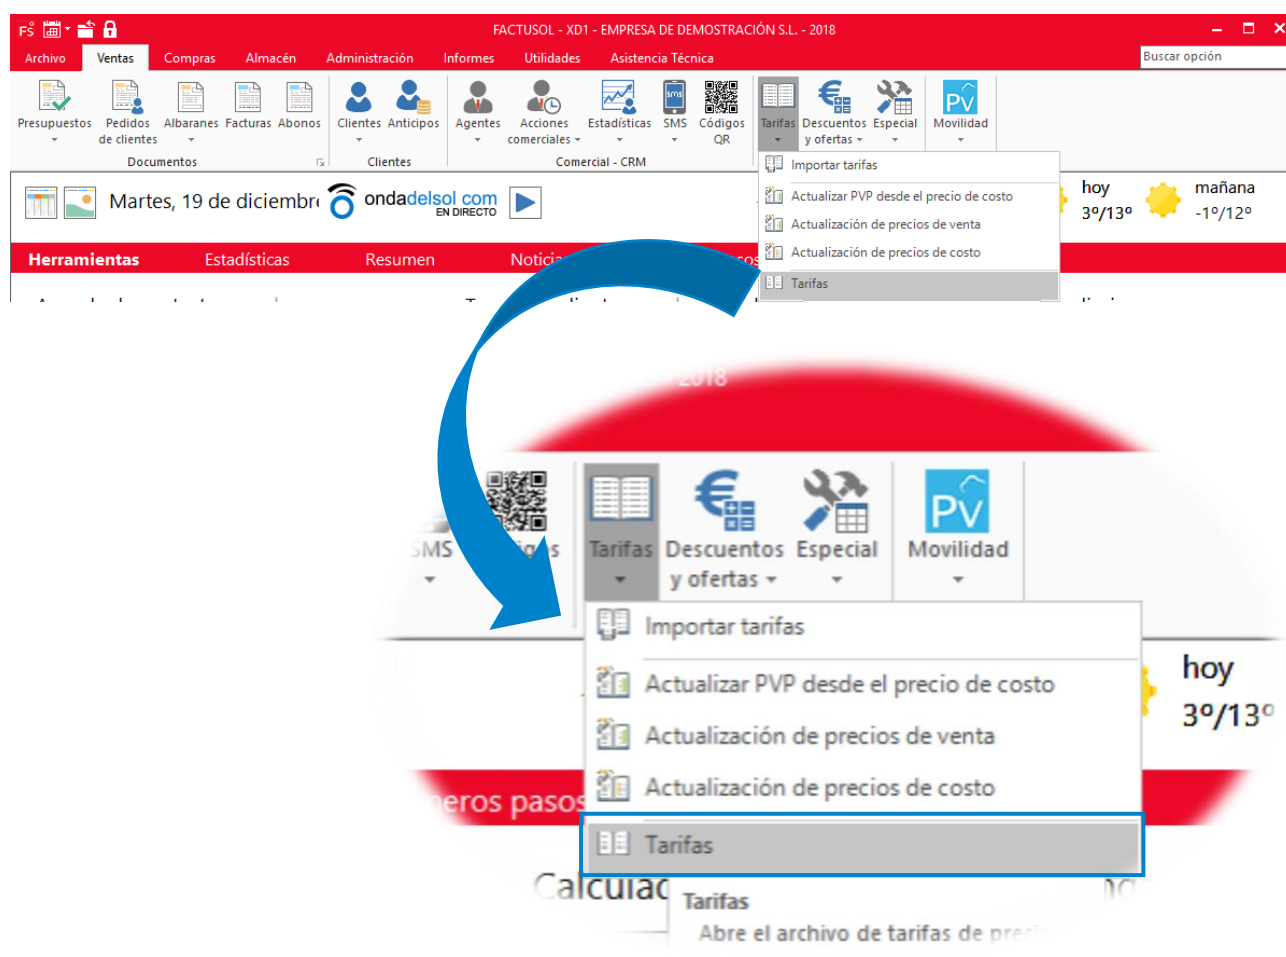 FS
FACTUSOL - XD1 - EMPRESA DE DEMOSTRACIÓN S.L. - 2018
Archivo Ventas Compras Almacén Administración Informes Utilidades Asistencia Técnica Buscar opción
Presupuestos Pedidos de clientes Albaranes Facturas Abonos Clientes Anticipos Agentes Acciones comerciales Estadísticas SMS Códigos QR Tarifas Descuentos y ofertas Especial Movilidad
Documentos Clientes Comercial - CRM
Importar tarifas
Actualizar PVP desde el precio de costo
Actualización de precios de venta
Actualización de precios de costo
Tarifas
Martes, 19 de diciembre
ondadelsol com
EN DIRECTO
hoy mañana
3º/13º -1º/12º
Herramientas Estadísticas Resumen
2018
SMS Tarifas Descuentos y ofertas Especial Movilidad
PV
Importar tarifas
Actualizar PVP desde el precio de costo
Actualización de precios de venta
Actualización de precios de costo
Tarifas
hoy
3º/13º
pasos
Tarifas
Abre el archivo de tarifas de